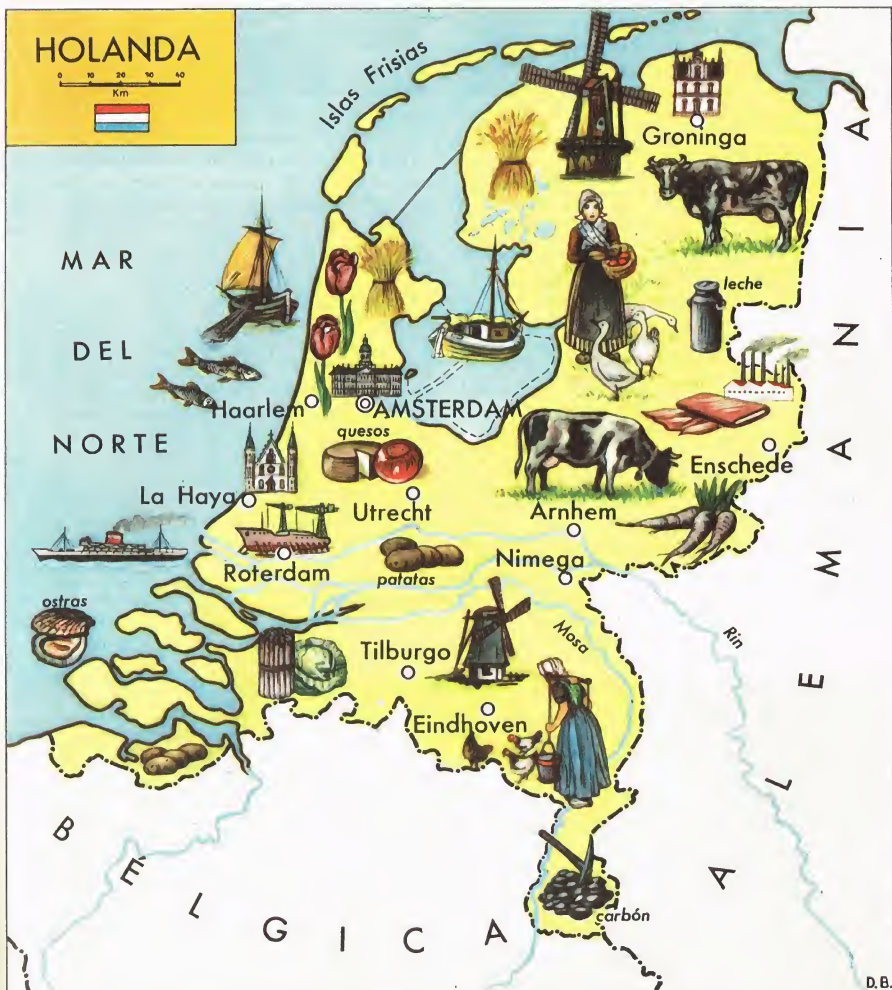 HOLANDA
0 10 20 30 40
Km
Islas Frisias
Groninga
MAR
DEL
NORTE
leche
Haarlem
AMSTERDAM
quesos
Enschede
La Haya
Utrecht
Arnhem
Roterdam
patatas
Nimega
ostras
Mosa
Rin
Tilburgo
Eindhoven
carbón
BÉLGICA
ALEMANIA
D.B.